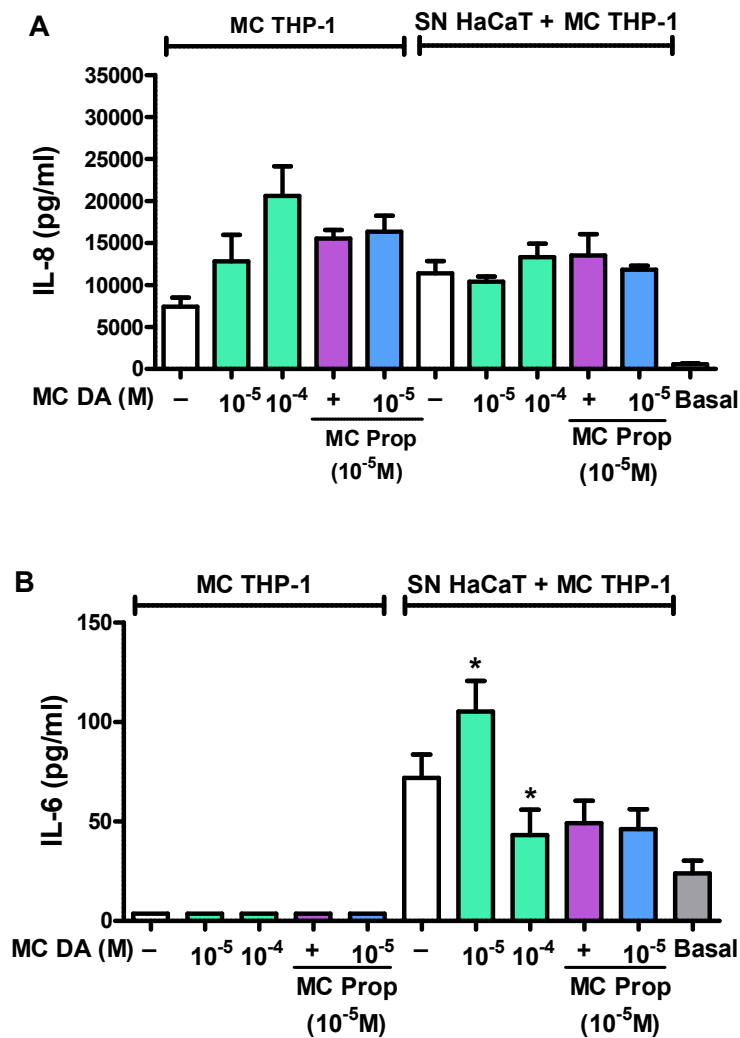 A
MC THP-1 SN HaCaT + MC THP-1
IL-8 (pg/ml)
35000
30000
25000
20000
15000
10000
5000
0
MC DA (M) – 10⁻⁵ 10⁻⁴ + 10⁻⁵ – 10⁻⁵ 10⁻⁴ + 10⁻⁵ Basal
MC Prop MC Prop
(10⁻⁵M) (10⁻⁵M)
B
MC THP-1 SN HaCaT + MC THP-1
IL-6 (pg/ml)
150
100
50
0
* *
MC DA (M) – 10⁻⁵ 10⁻⁴ + 10⁻⁵ – 10⁻⁵ 10⁻⁴ + 10⁻⁵ Basal
MC Prop MC Prop
(10⁻⁵M) (10⁻⁵M)